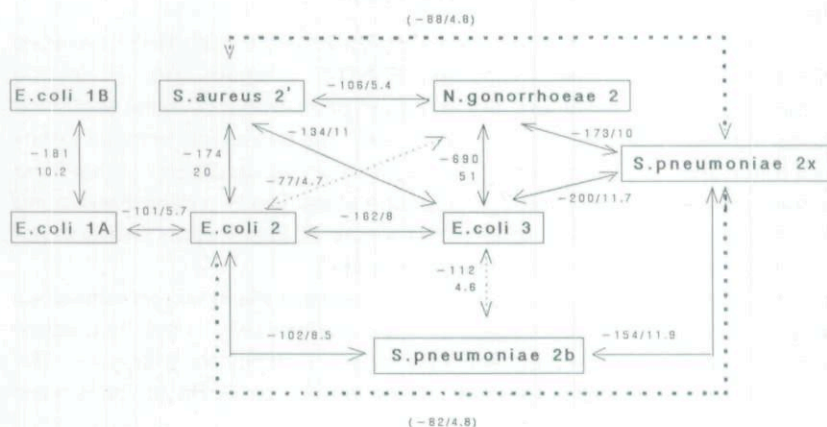 (-88/4.8)
E.coli 1B
S.aureus 2'
-106/5.4
N.gonorrhoeae 2
-181
10.2
-174
20
-134/11
-77/4.7
-690
51
-173/10
S.pneumoniae 2x
-200/11.7
E.coli 1A
-101/5.7
E.coli 2
-162/8
E.coli 3
-112
4.6
-102/8.5
S.pneumoniae 2b
-154/11.9
(-82/4.8)